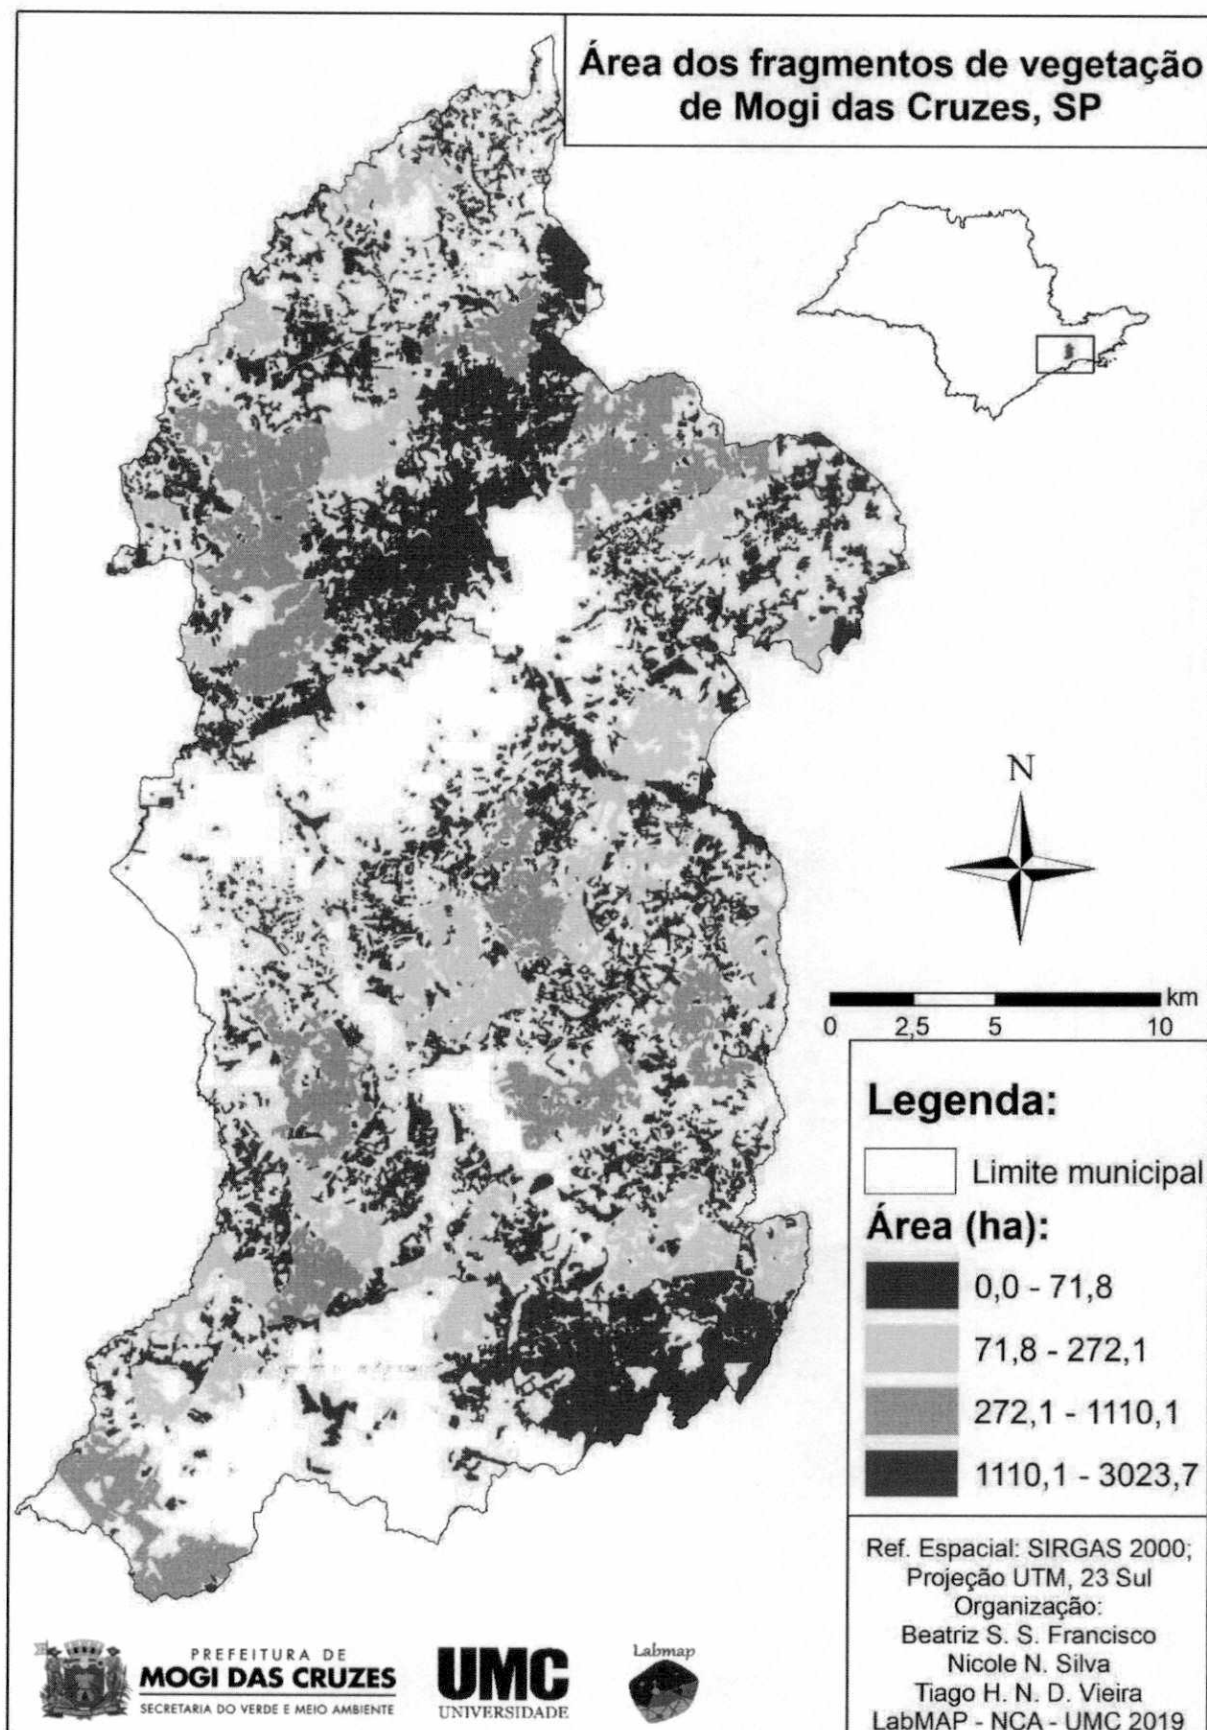 Área dos fragmentos de vegetação
de Mogi das Cruzes, SP
N
km
0 2,5 5 10
Legenda:
Limite municipal
Área (ha):
0,0 - 71,8
71,8 - 272,1
272,1 - 1110,1
1110,1 - 3023,7
Ref. Espacial: SIRGAS 2000;
Projeção UTM, 23 Sul
Organização:
Beatriz S. S. Francisco
Nicole N. Silva
Tiago H. N. D. Vieira
LabMAP - NCA - UMC 2019
PREFEITURA DE
MOGI DAS CRUZES
SECRETARIA DO VERDE E MEIO AMBIENTE
UMC
UNIVERSIDADE
Labmap